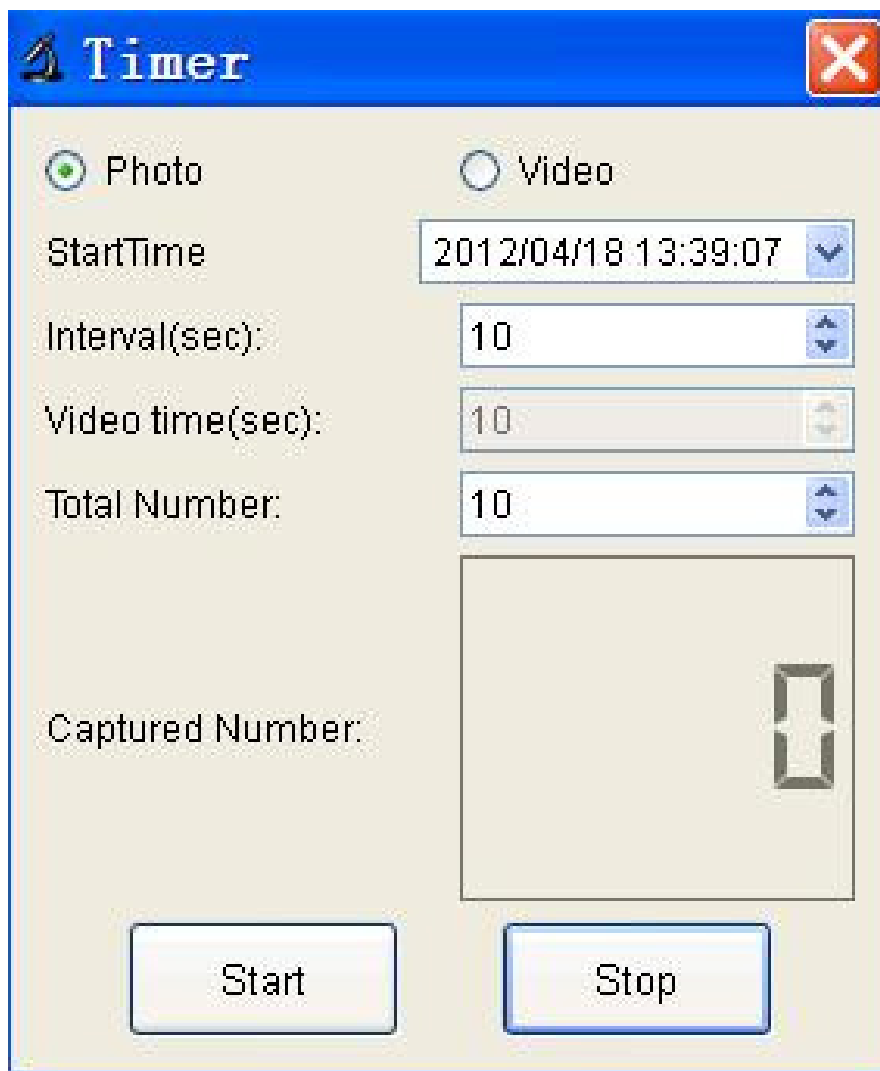 Timer
Photo Video
StartTime 2012/04/18 13:39:07
Interval(sec): 10
Video time(sec): 10
Total Number: 10
Captured Number: 0
Start Stop